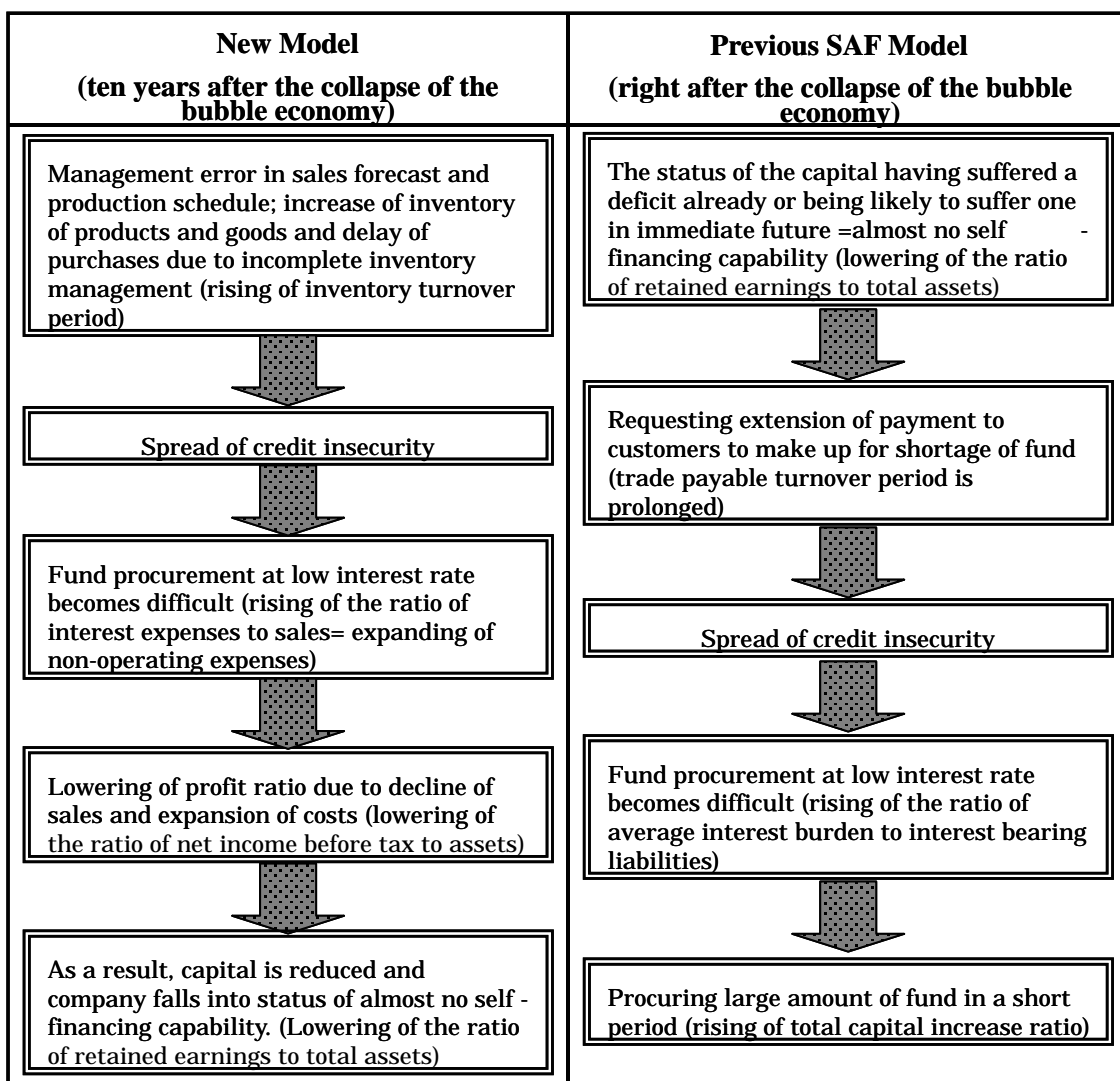 New Model
(ten years after the collapse of the
bubble economy)
Management error in sales forecast and
production schedule; increase of inventory
of products and goods and delay of
purchases due to incomplete inventory
management (rising of inventory turnover
period)
Spread of credit insecurity
Fund procurement at low interest rate
becomes difficult (rising of the ratio of
interest expenses to sales= expanding of
non-operating expenses)
Lowering of profit ratio due to decline of
sales and expansion of costs (lowering of
the ratio of net income before tax to assets)
As a result, capital is reduced and
company falls into status of almost no self -
financing capability. (Lowering of the ratio
of retained earnings to total assets)
Previous SAF Model
(right after the collapse of the bubble
economy)
The status of the capital having suffered a
deficit already or being likely to suffer one
in immediate future =almost no self -
financing capability (lowering of the ratio
of retained earnings to total assets)
Requesting extension of payment to
customers to make up for shortage of fund
(trade payable turnover period is
prolonged)
Spread of credit insecurity
Fund procurement at low interest rate
becomes difficult (rising of the ratio of
average interest burden to interest bearing
liabilities)
Procuring large amount of fund in a short
period (rising of total capital increase ratio)